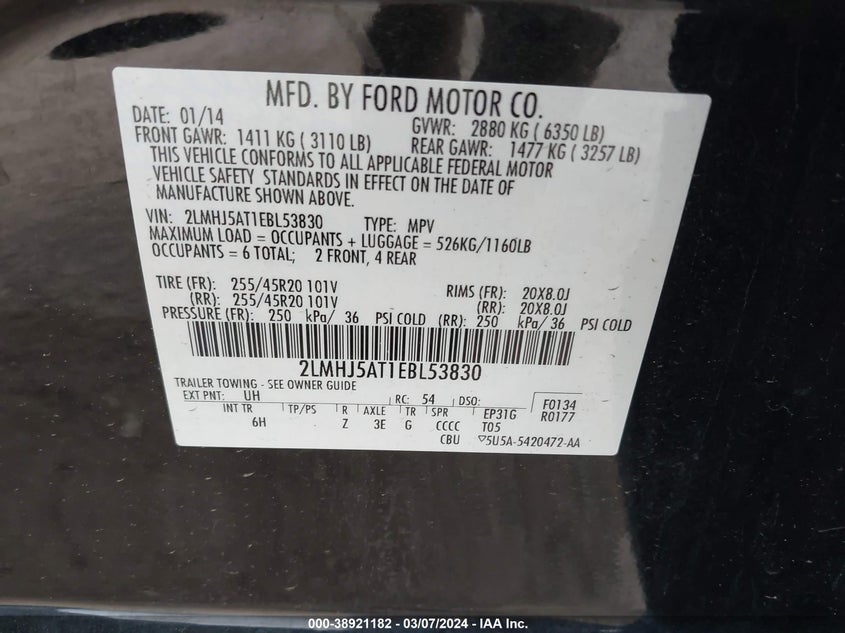 MFD. BY FORD MOTOR CO.
DATE: 01/14 GVWR: 2880 KG ( 6350 LB)
FRONT GAWR: 1411 KG ( 3110 LB) REAR GAWR: 1477 KG ( 3257 LB)
THIS VEHICLE CONFORMS TO ALL APPLICABLE FEDERAL MOTOR
VEHICLE SAFETY STANDARDS IN EFFECT ON THE DATE OF
MANUFACTURE SHOWN ABOVE.
VIN: 2LMHJ5AT1EBL53830 TYPE: MPV
MAXIMUM LOAD = OCCUPANTS + LUGGAGE = 526KG/1160LB
OCCUPANTS = 6 TOTAL; 2 FRONT, 4 REAR
TIRE (FR): 255/45R20 101V RIMS (FR): 20X8.0J
(RR): 255/45R20 101V (RR): 20X8.0J
PRESSURE (FR): 250 kPa/ 36 PSI COLD (RR): 250 kPa/ 36 PSI COLD
2LMHJ5AT1EBL53830
TRAILER TOWING - SEE OWNER GUIDE
EXT PNT: UH RC: 54 DSO: F0134
INT TR TP/PS R AXLE TR SPR EP31G R0177
6H Z 3E G CCCC T05
CBU ▽5U5A-5420472-AA
000-38921182 - 03/07/2024 - IAA Inc.